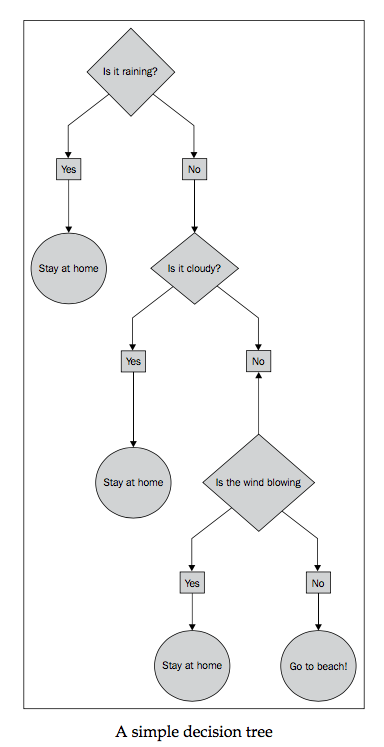 Is it raining?
Yes
No
Stay at home
Is it cloudy?
Yes
No
Stay at home
Is the wind blowing
Yes
No
Stay at home
Go to beach!
A simple decision tree